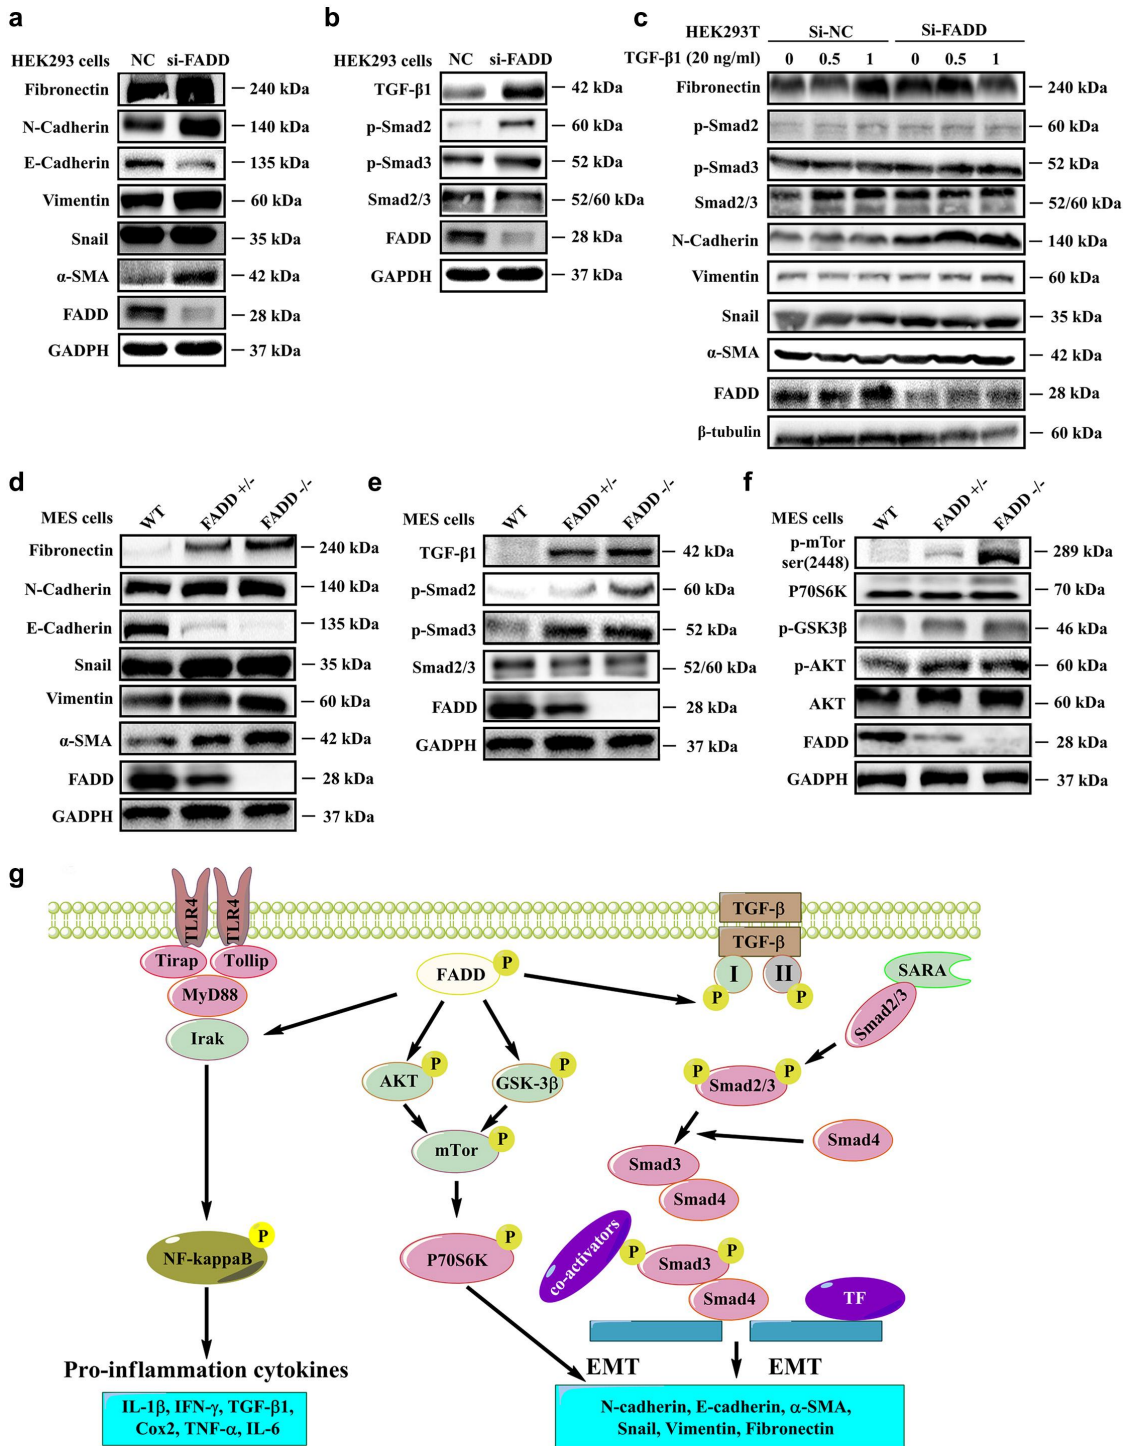 a
HEK293 cells NC si-FADD
Fibronectin 240 kDa
N-Cadherin 140 kDa
E-Cadherin 135 kDa
Vimentin 60 kDa
Snail 35 kDa
α-SMA 42 kDa
FADD 28 kDa
GADPH 37 kDa
b
HEK293 cells NC si-FADD
TGF-β1 42 kDa
p-Smad2 60 kDa
p-Smad3 52 kDa
Smad2/3 52/60 kDa
FADD 28 kDa
GAPDH 37 kDa
c
HEK293T Si-NC Si-FADD
TGF-β1 (20 ng/ml) 0 0.5 1 0 0.5 1
Fibronectin 240 kDa
p-Smad2 60 kDa
p-Smad3 52 kDa
Smad2/3 52/60 kDa
N-Cadherin 140 kDa
Vimentin 60 kDa
Snail 35 kDa
α-SMA 42 kDa
FADD 28 kDa
β-tubulin 60 kDa
d
MES cells WT FADD +/- FADD -/-
Fibronectin 240 kDa
N-Cadherin 140 kDa
E-Cadherin 135 kDa
Snail 35 kDa
Vimentin 60 kDa
α-SMA 42 kDa
FADD 28 kDa
GADPH 37 kDa
e
MES cells WT FADD +/- FADD -/-
TGF-β1 42 kDa
p-Smad2 60 kDa
p-Smad3 52 kDa
Smad2/3 52/60 kDa
FADD 28 kDa
GADPH 37 kDa
f
MES cells WT FADD +/- FADD -/-
p-mTor
ser(2448) 289 kDa
P70S6K 70 kDa
p-GSK3β 46 kDa
p-AKT 60 kDa
AKT 60 kDa
FADD 28 kDa
GADPH 37 kDa
g
TLR4 TLR4
Tirap Tollip
MyD88
Irak
NF-kappaB P
Pro-inflammation cytokines
IL-1β, IFN-γ, TGF-β1,
Cox2, TNF-α, IL-6
FADD P
AKT P GSK-3β P
mTor P
P70S6K P
TGF-β
TGF-β
I II
P P
SARA
Smad2/3
P Smad2/3 P
Smad4
Smad3
Smad4
co-activators
P Smad3 P
Smad4
TF
EMT EMT
N-cadherin, E-cadherin, α-SMA,
Snail, Vimentin, Fibronectin